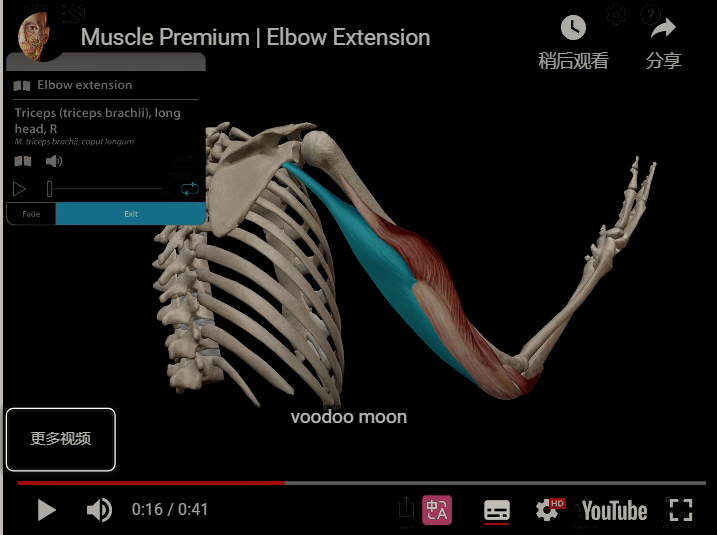 Muscle Premium | Elbow Extension
稍后观看
分享
Elbow extension
Triceps (triceps brachii), long
head, R
M. triceps brachii, caput longum
Fade
Exit
voodoo moon
更多视频
0:16 / 0:41
中
A
HD
YouTube